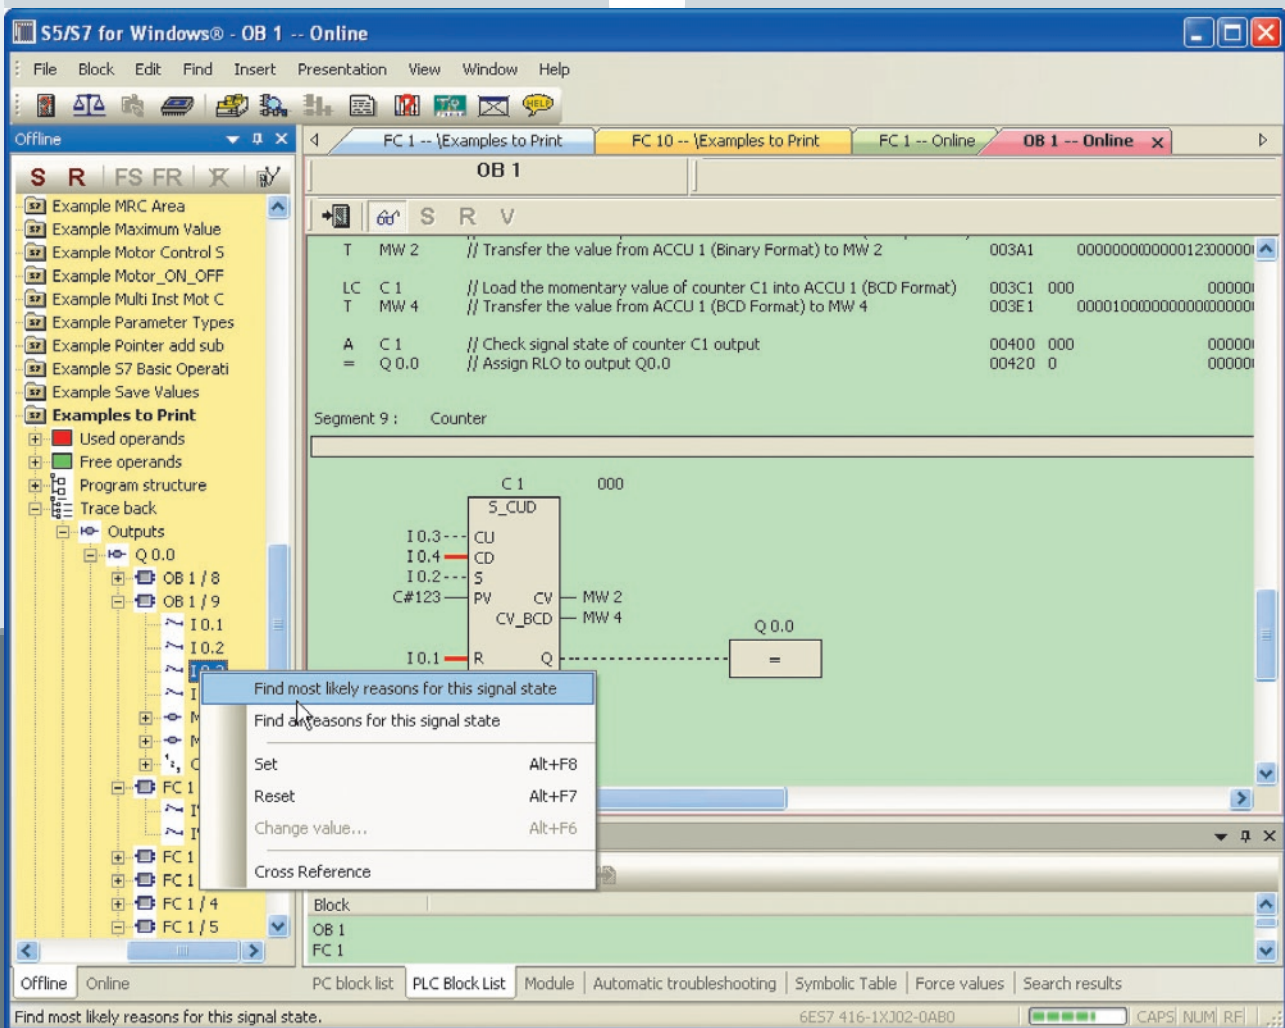 S5/S7 for Windows® - OB 1 -- Online
File Block Edit Find Insert Presentation View Window Help
HELP
Offline
FC 1 -- \Examples to Print
FC 10 -- \Examples to Print
FC 1 -- Online
OB 1 -- Online
S R FS FR
OB 1
S R V
Example MRC Area
Example Maximum Value
Example Motor Control S
Example Motor_ON_OFF
Example Multi Inst Mot C
Example Parameter Types
Example Pointer add sub
Example S7 Basic Operati
Example Save Values
Examples to Print
Used operands
Free operands
Program structure
Trace back
Outputs
Q 0.0
OB 1 / 8
OB 1 / 9
I 0.1
I 0.2
FC 1
FC 1
FC 1
FC 1 / 4
FC 1 / 5
T MW 2 // Transfer the value from ACCU 1 (Binary Format) to MW 2 003A1
LC C 1 // Load the momentary value of counter C1 into ACCU 1 (BCD Format) 003C1 000 00000
T MW 4 // Transfer the value from ACCU 1 (BCD Format) to MW 4 003E1
A C 1 // Check signal state of counter C1 output 00400 000 00000
= Q 0.0 // Assign RLO to output Q0.0 00420 0 00000
Segment 9 : Counter
C 1 000
S_CUD
I 0.3 CU
I 0.4 CD
I 0.2 S
C#123 PV CV MW 2
CV_BCD MW 4
Q 0.0
I 0.1 R Q =
Find most likely reasons for this signal state
Find reasons for this signal state
Set Alt+F8
Reset Alt+F7
Change value... Alt+F6
Cross Reference
Block
OB 1
FC 1
Offline Online
PC block list PLC Block List Module Automatic troubleshooting Symbolic Table Force values Search results
Find most likely reasons for this signal state.
6ES7 416-1XJ02-0AB0
CAPS NUM RF